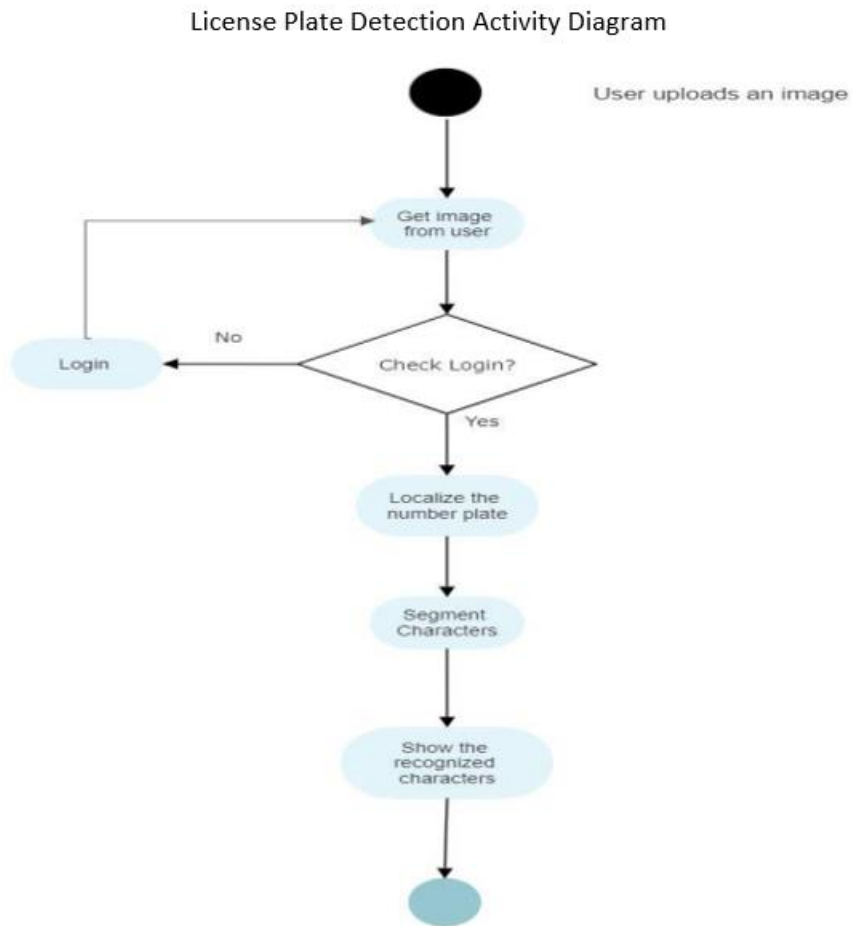 License Plate Detection Activity Diagram
User uploads an image
Get image
from user
No
Login
Check Login?
Yes
Localize the
number plate
Segment
Characters
Show the
recognized
characters